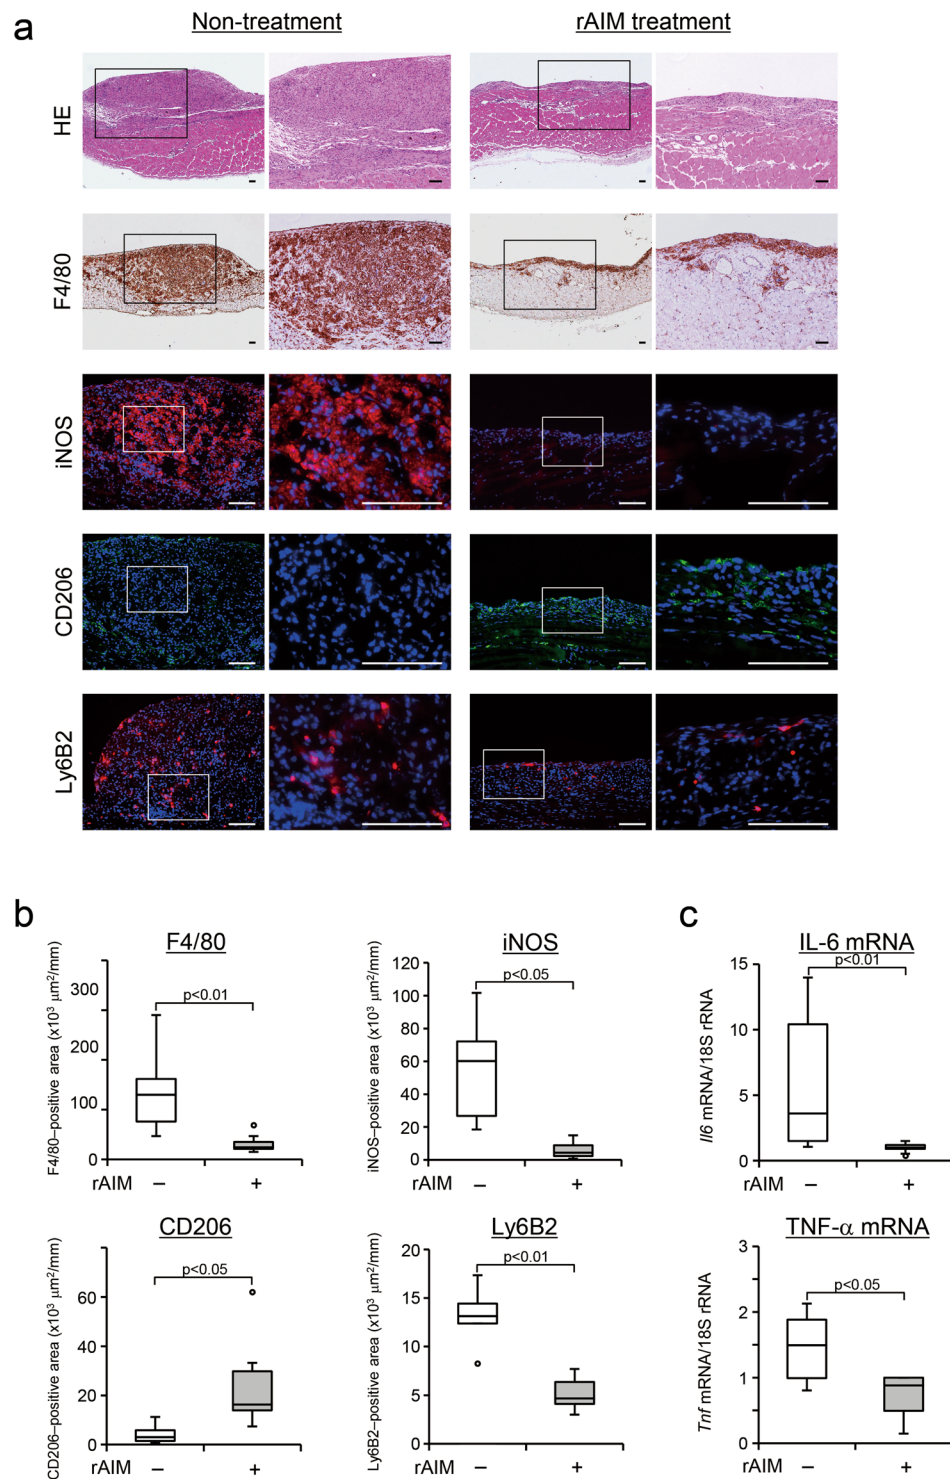 a
Non-treatment
rAIM treatment
HE
F4/80
iNOS
CD206
Ly6B2
b
F4/80
F4/80–positive area (x10³ μm²/mm)
300
200
100
0
p<0.01
rAIM – +
iNOS
iNOS–positive area (x10³ μm²/mm)
120
100
80
60
40
20
0
p<0.05
rAIM – +
c
IL-6 mRNA
Il6 mRNA/18S rRNA
15
10
5
0
p<0.01
rAIM – +
CD206
CD206–positive area (x10³ μm²/mm)
60
40
20
0
p<0.05
rAIM – +
Ly6B2
Ly6B2–positive area (x10³ μm²/mm)
20
15
10
5
0
p<0.01
rAIM – +
TNF-α mRNA
Tnf mRNA/18S rRNA
3
2
1
1
0
p<0.05
rAIM – +